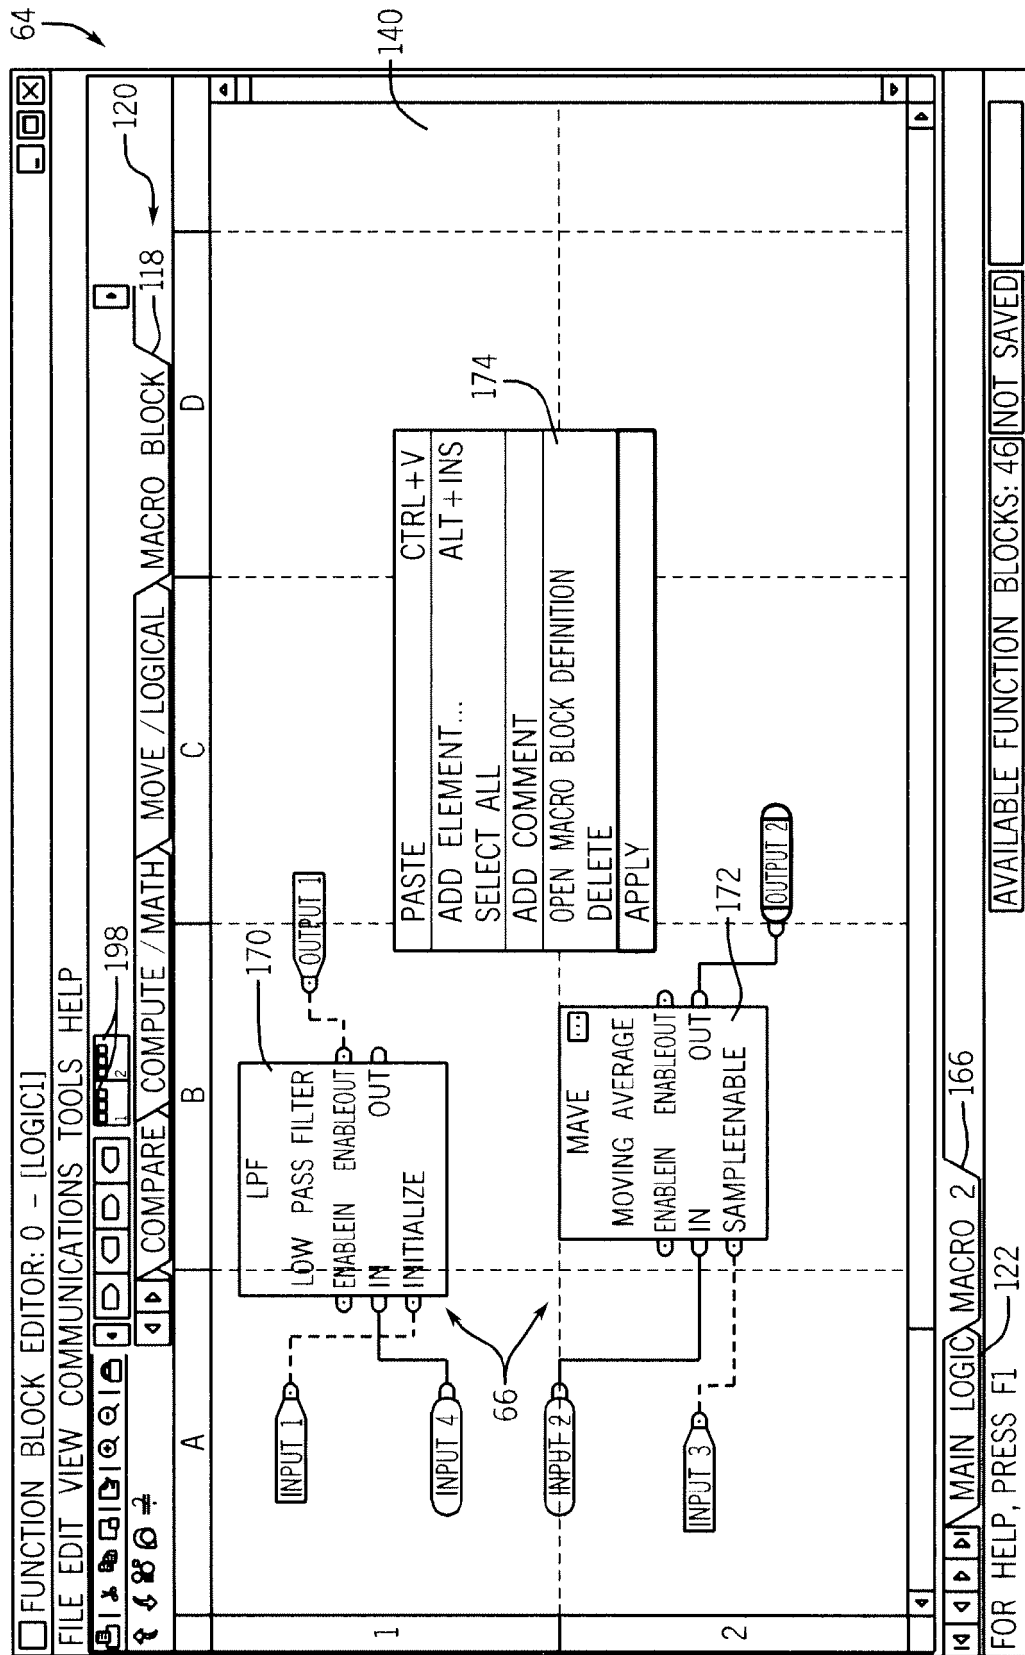 64
FUNCTION BLOCK EDITOR: 0 - [LOGIC1]
FILE EDIT VIEW COMMUNICATIONS TOOLS HELP
198
1 2
120
COMPARE COMPUTE/MATH MOVE/LOGICAL MACRO BLOCK
118
A B C D
140
1
INPUT 1
INPUT 4
LPF
170
LOW PASS FILTER
ENABLEIN ENABLEOUT
IN OUT
INITIALIZE
OUTPUT 1
66
PASTE CTRL+V
ADD ELEMENT... ALT+INS
SELECT ALL
ADD COMMENT
OPEN MACRO BLOCK DEFINITION
DELETE
APPLY
174
2
INPUT 2
INPUT 3
MAVE ...
MOVING AVERAGE
ENABLEIN ENABLEOUT
IN OUT
SAMPLEENABLE
172
OUTPUT 2
MAIN LOGIC MACRO 2
166
122
FOR HELP, PRESS F1
AVAILABLE FUNCTION BLOCKS: 46 NOT SAVED